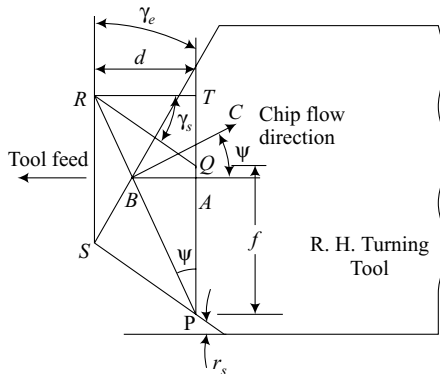 γe
d
R
T
C
γs
Chip flow
direction
Tool feed
Q
ψ
B
A
S
f
R. H. Turning
Tool
ψ
P
rs